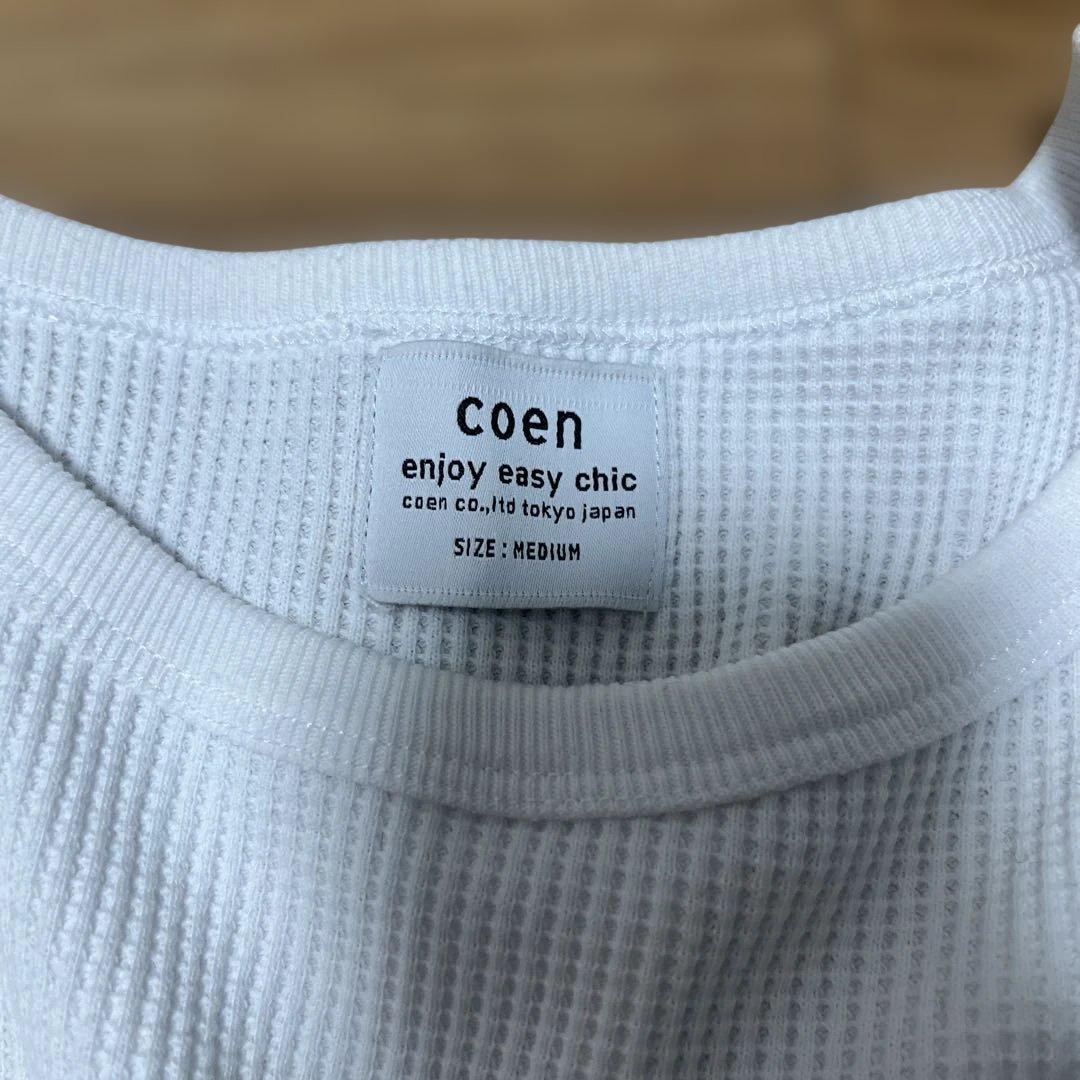 coen
enjoy easy chic
coen co.,ltd tokyo japan
SIZE : MEDIUM